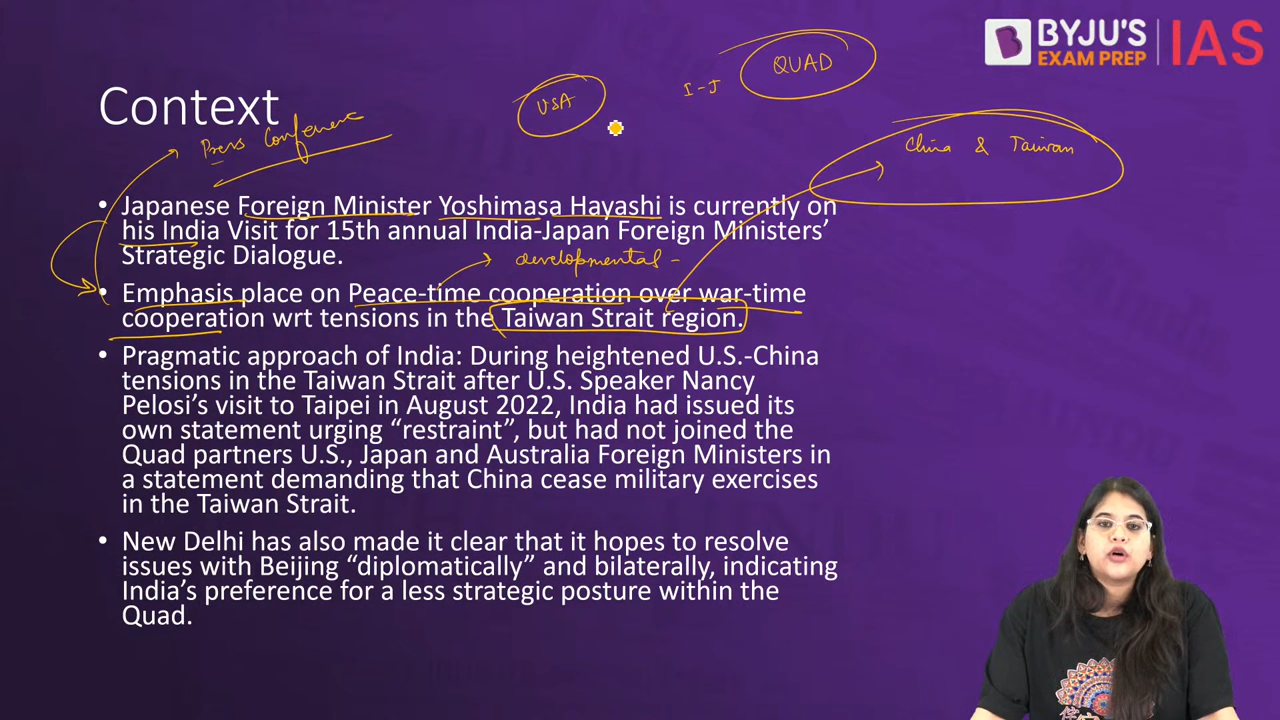 BYJU'S
EXAM PREP
IAS
QUAD
I-J
USA
Context
Press Conference
China & Taiwan
• Japanese Foreign Minister Yoshimasa Hayashi is currently on
his India Visit for 15th annual India-Japan Foreign Ministers'
Strategic Dialogue.
developmental -
• Emphasis place on Peace-time cooperation over war-time
cooperation wrt tensions in the Taiwan Strait region.
• Pragmatic approach of India: During heightened U.S.-China
tensions in the Taiwan Strait after U.S. Speaker Nancy
Pelosi's visit to Taipei in August 2022, India had issued its
own statement urging “restraint”, but had not joined the
Quad partners U.S., Japan and Australia Foreign Ministers in
a statement demanding that China cease military exercises
in the Taiwan Strait.
• New Delhi has also made it clear that it hopes to resolve
issues with Beijing “diplomatically” and bilaterally, indicating
India's preference for a less strategic posture within the
Quad.